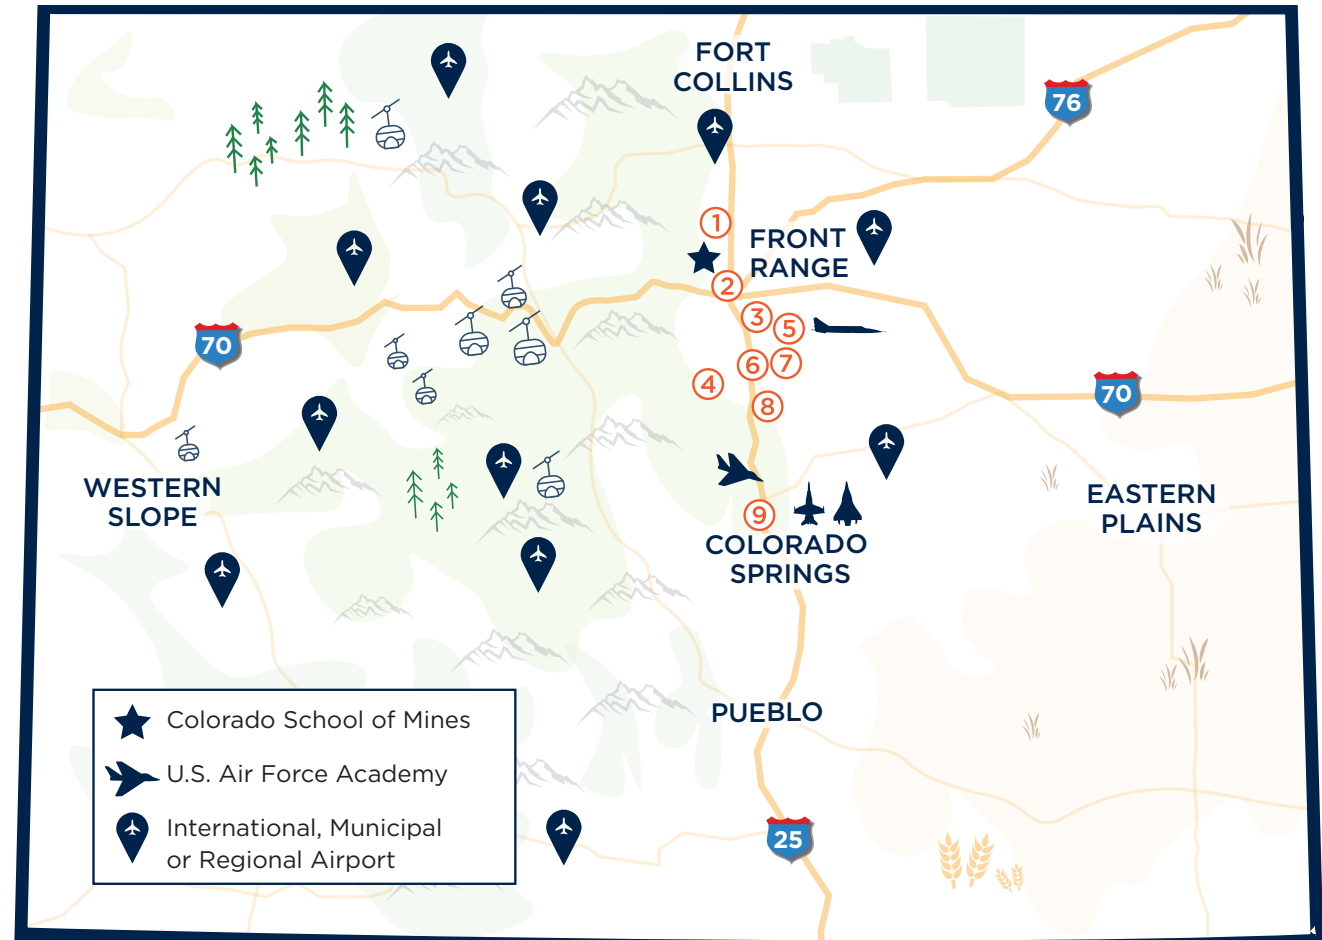 FORT
COLLINS
76
1
FRONT
RANGE
2
3
5
70
6
7
4
8
70
WESTERN
SLOPE
EASTERN
PLAINS
9
COLORADO
SPRINGS
PUEBLO
Colorado School of Mines
U.S. Air Force Academy
International, Municipal
or Regional Airport
25